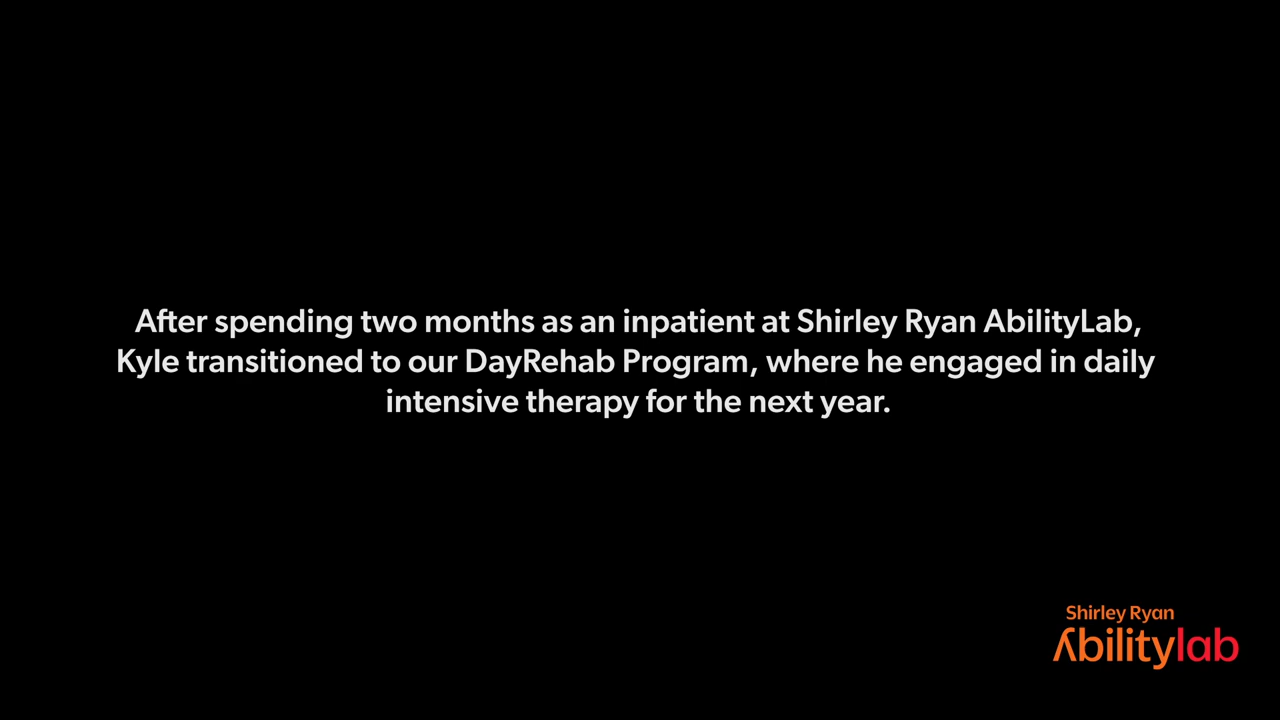 After spending two months as an inpatient at Shirley Ryan AbilityLab,
Kyle transitioned to our DayRehab Program, where he engaged in daily
intensive therapy for the next year.
Shirley Ryan
Abilitylab